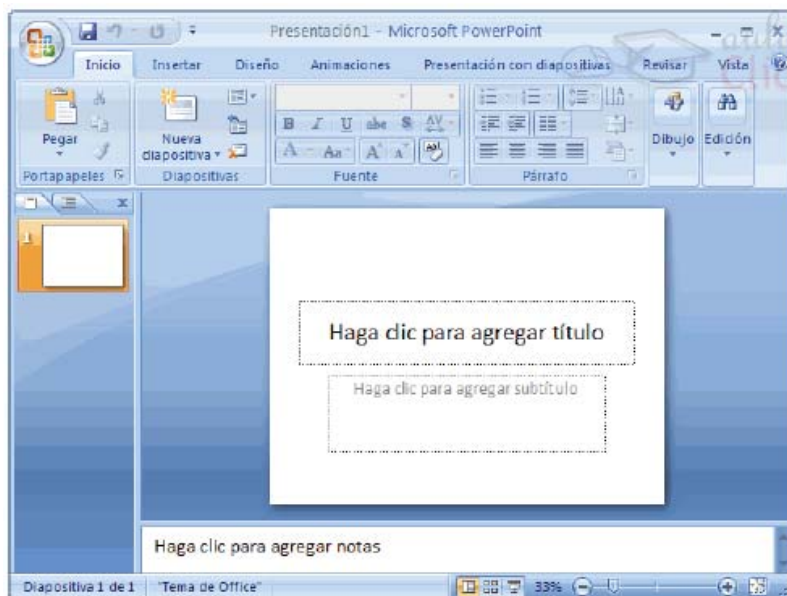 Presentación1 - Microsoft PowerPoint
Inicio Insertar Diseño Animaciones Presentación con diapositivas Revisar Vista
Pegar Nueva diapositiva Dibujo Edición
Portapapeles Diapositivas Fuente Párrafo
1
Haga clic para agregar título
Haga clic para agregar subtítulo
Haga clic para agregar notas
Diapositiva 1 de 1 "Tema de Office" 33%